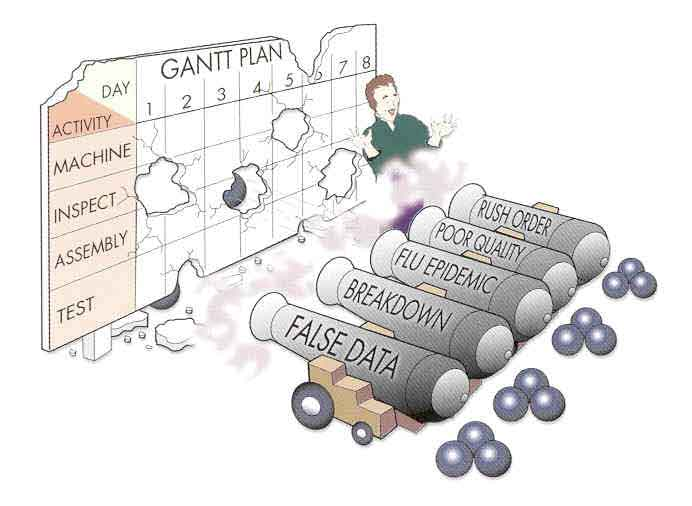 GANTT PLAN
DAY
1 2 3 4 5 6 7 8
ACTIVITY
MACHINE
INSPECT
ASSEMBLY
TEST
RUSH ORDER
POOR QUALITY
FLU EPIDEMIC
BREAKDOWN
FALSE DATA